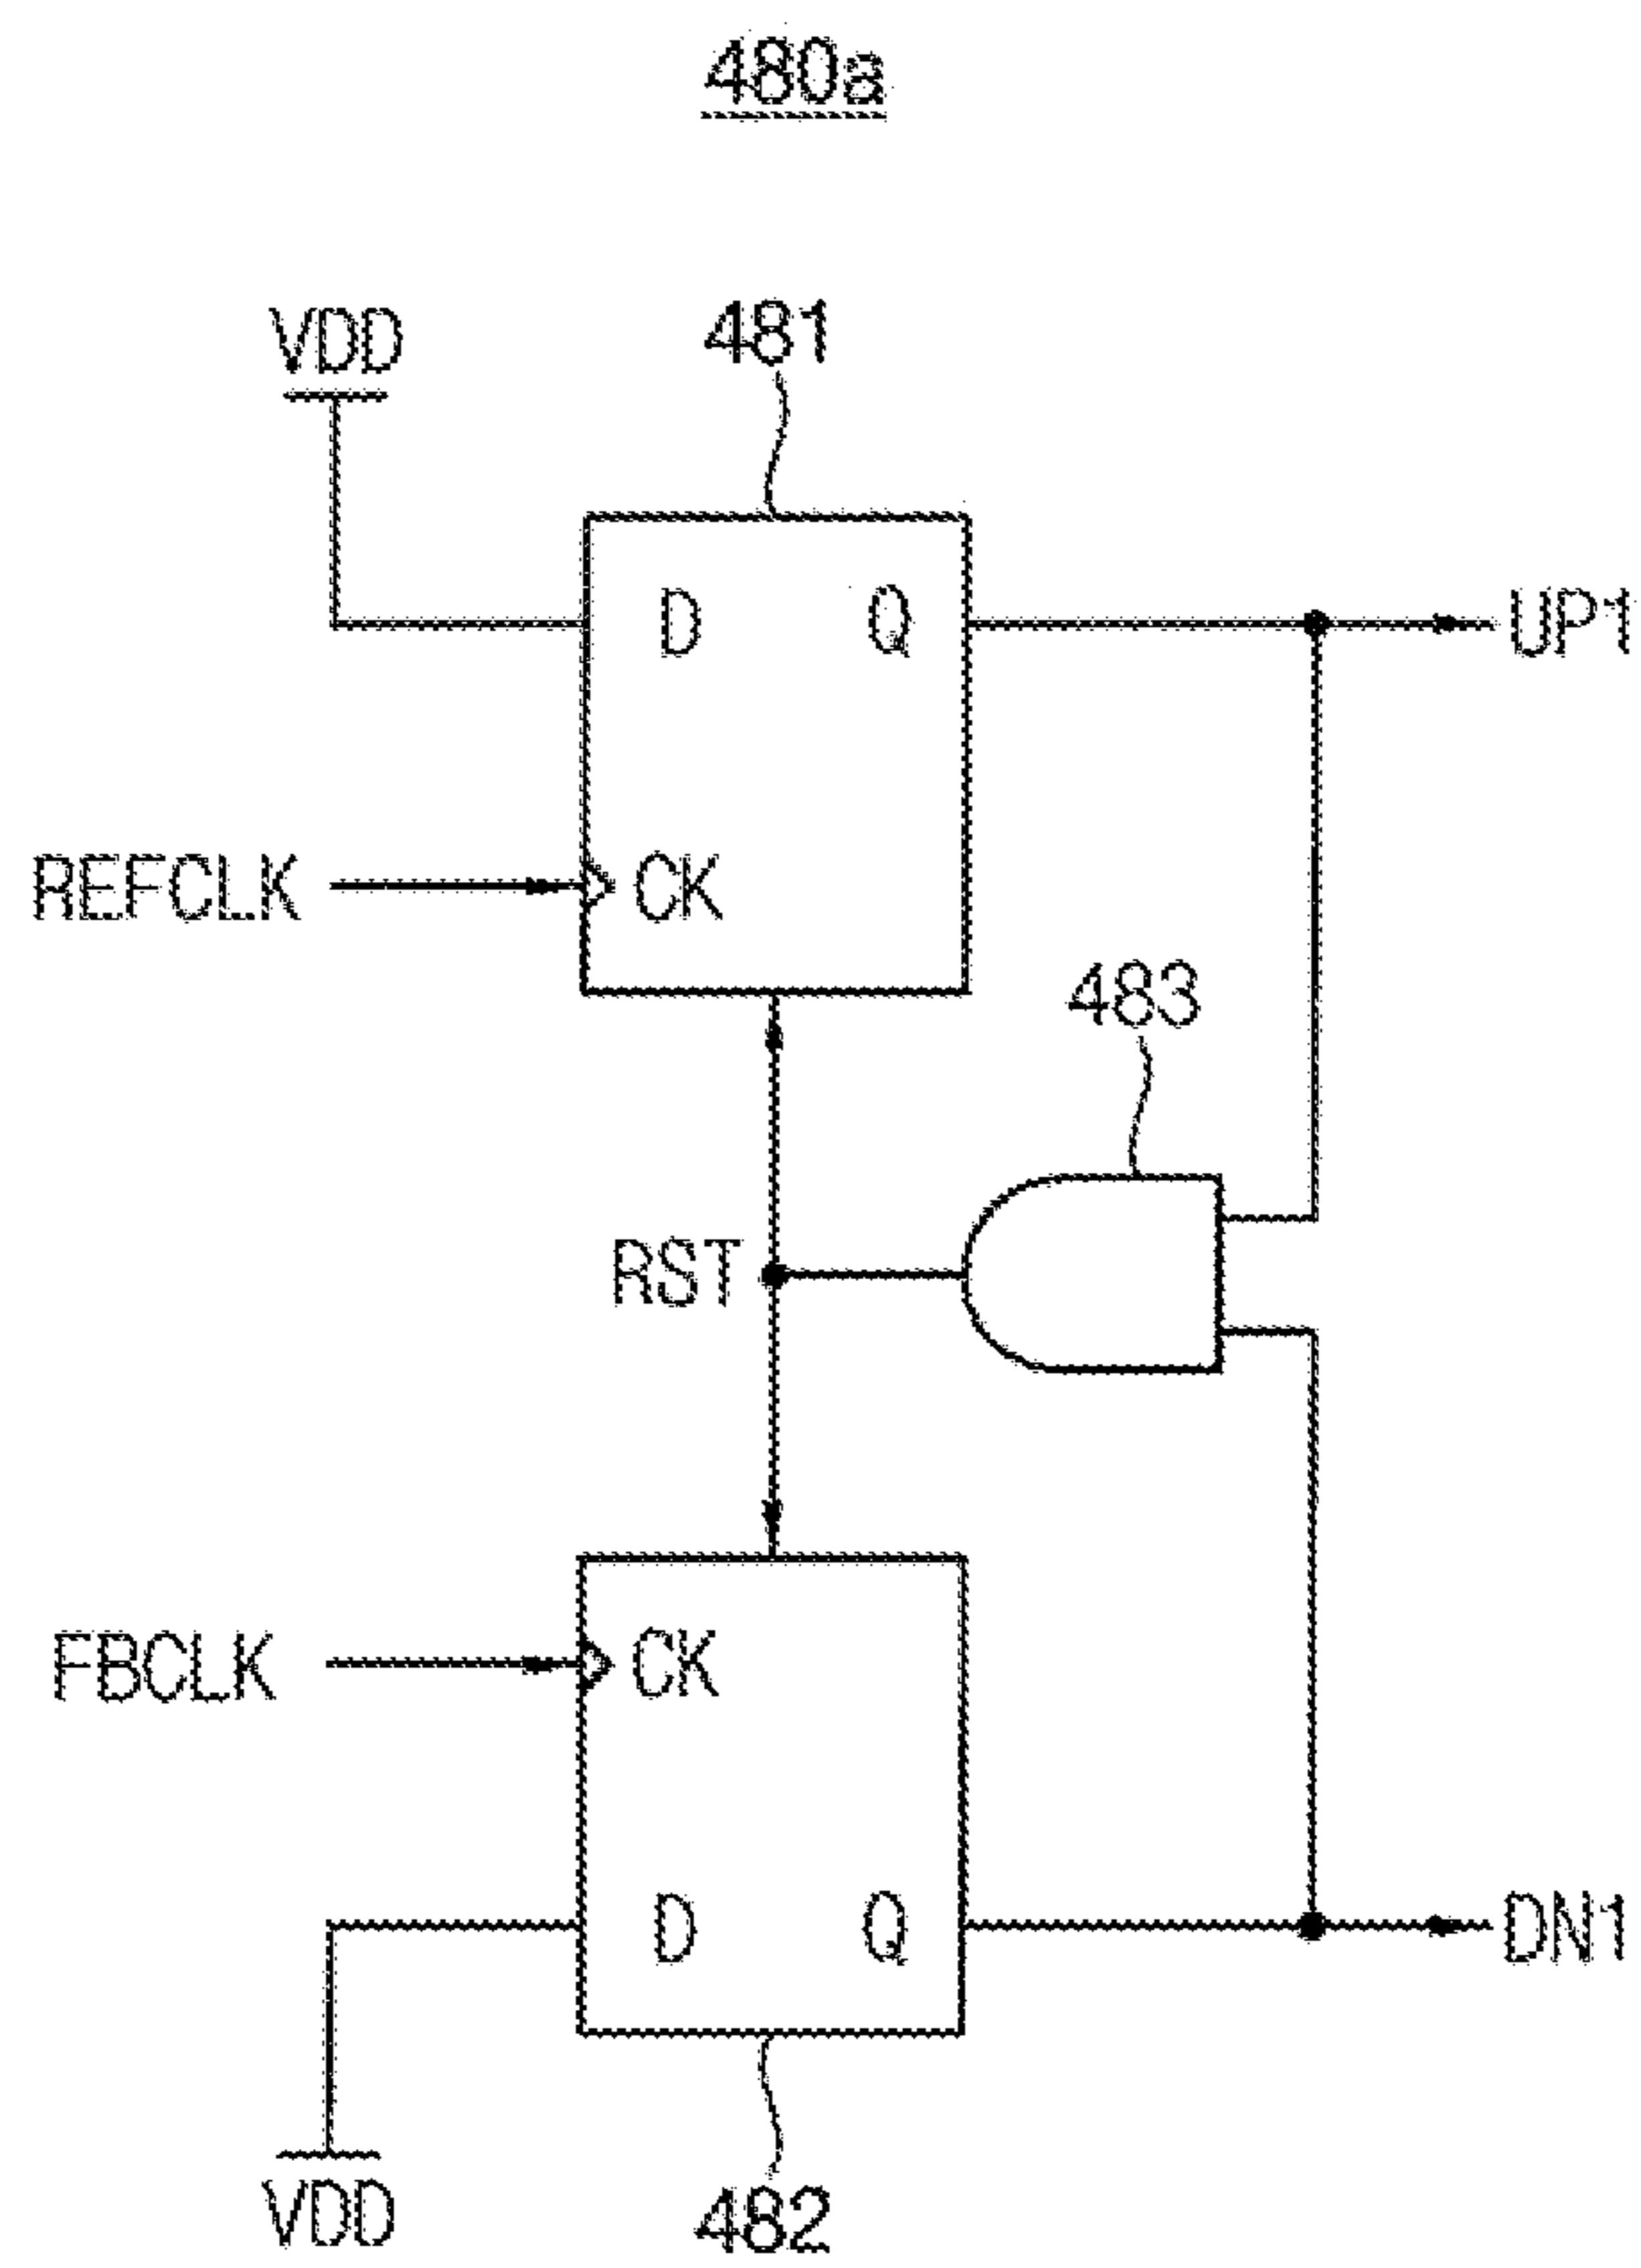 480a
VDD
481
D Q
UP1
REFCLK
CK
483
RST
FBCLK
CK
D Q
DN1
VDD
482